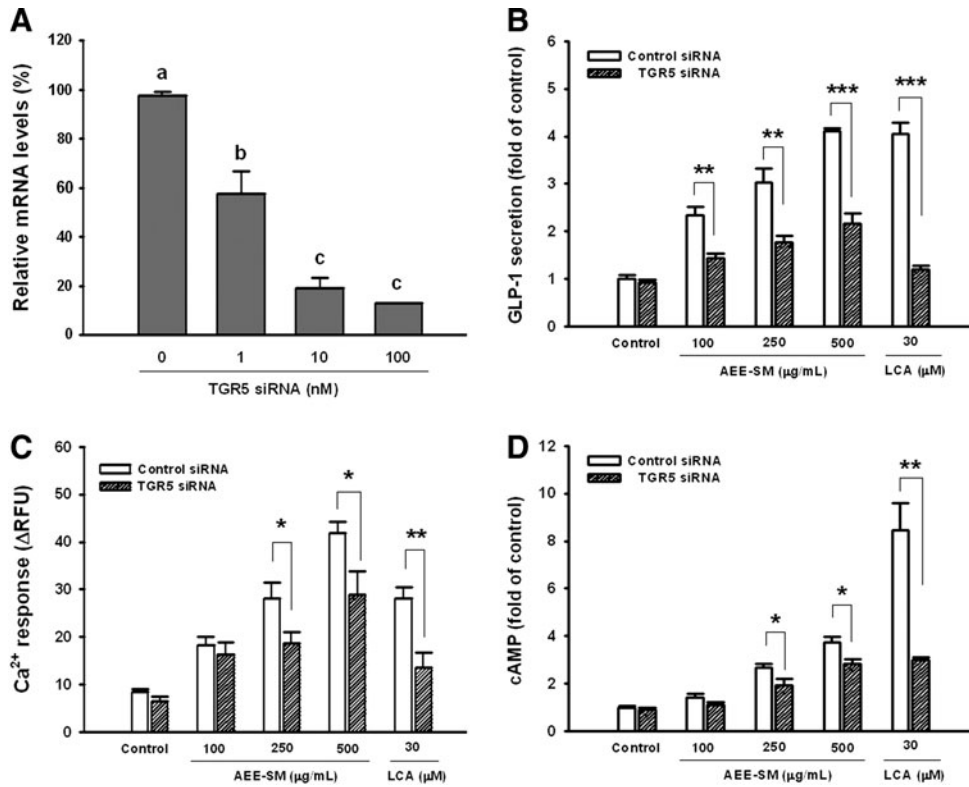 A
Relative mRNA levels (%)
120
100
80
60
40
20
0
a
b
c
c
0 1 10 100
TGR5 siRNA (nM)
B
GLP-1 secretion (fold of control)
6
5
4
3
2
1
0
Control siRNA
TGR5 siRNA
**
**
***
***
Control 100 250 500 30
AEE-SM (μg/mL) LCA (μM)
C
Ca²⁺ response (ΔRFU)
60
50
40
30
20
10
0
Control siRNA
TGR5 siRNA
*
*
**
Control 100 250 500 30
AEE-SM (μg/mL) LCA (μM)
D
cAMP (fold of control)
12
10
8
6
4
2
0
Control siRNA
TGR5 siRNA
*
*
**
Control 100 250 500 30
AEE-SM (μg/mL) LCA (μM)